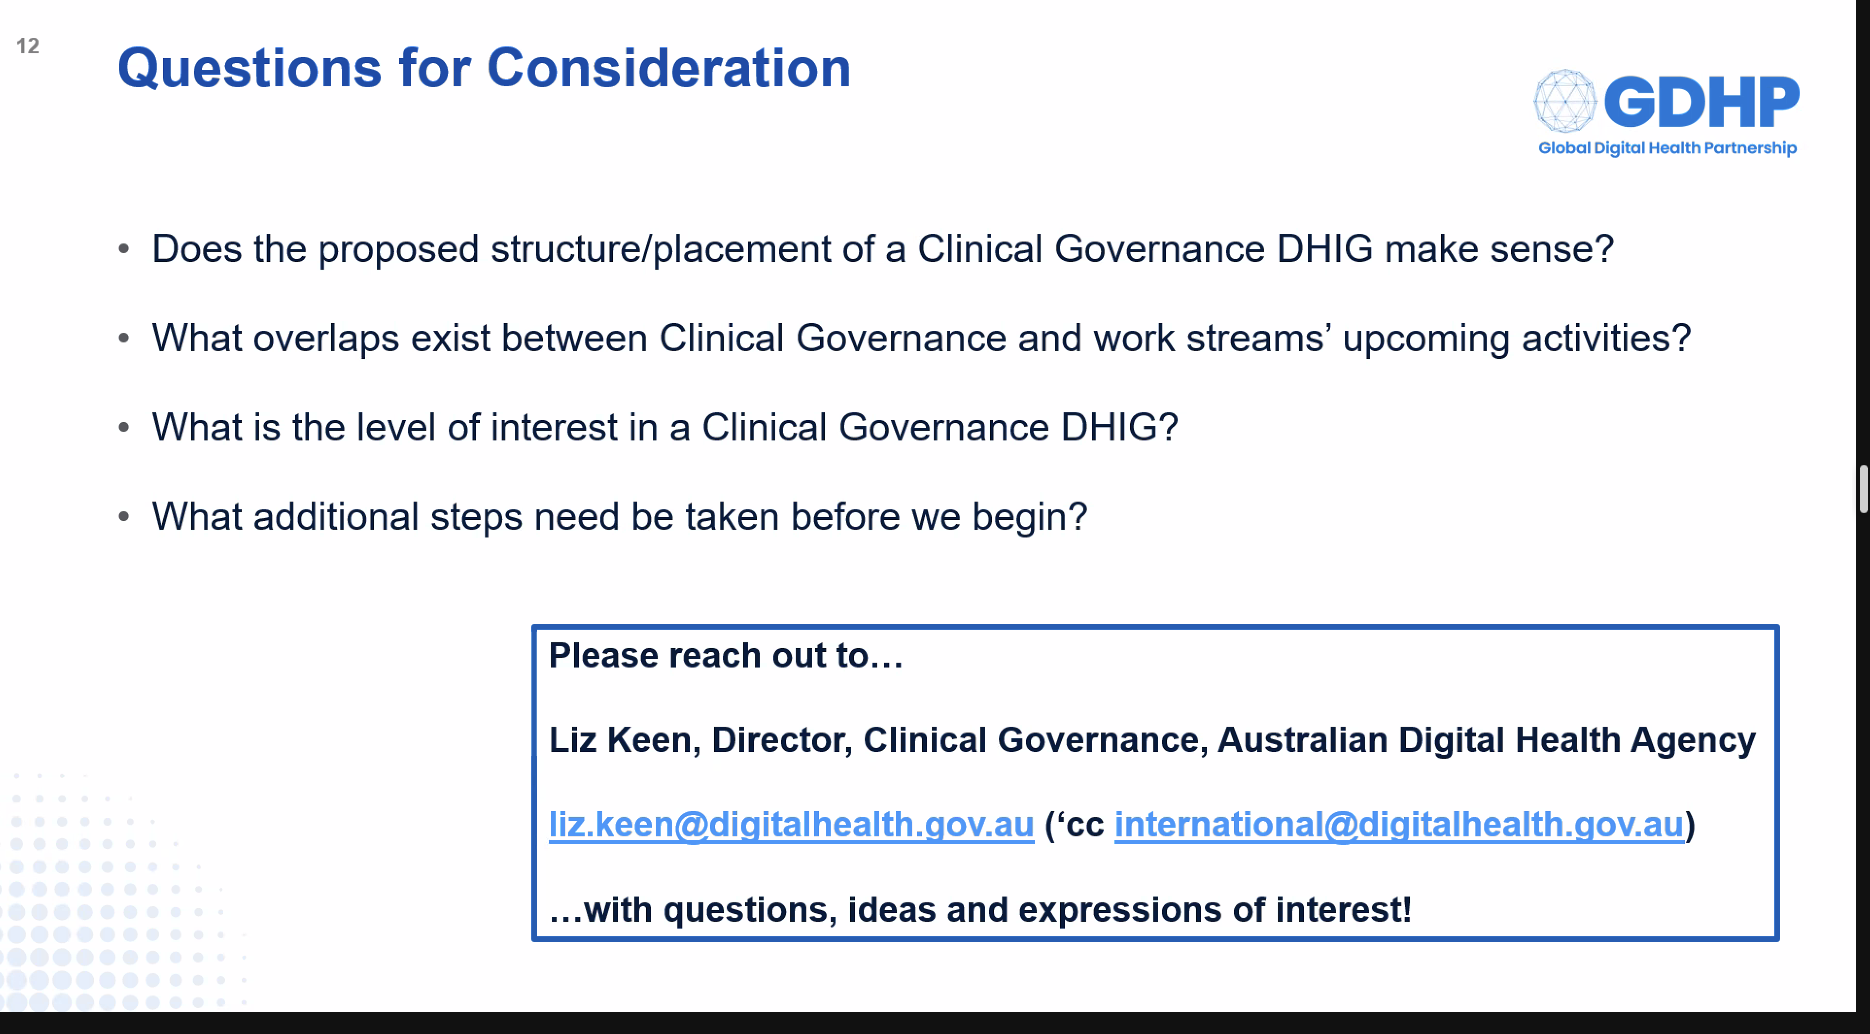 12
Questions for Consideration
GDHP
Global Digital Health Partnership
• Does the proposed structure/placement of a Clinical Governance DHIG make sense?
• What overlaps exist between Clinical Governance and work streams’ upcoming activities?
• What is the level of interest in a Clinical Governance DHIG?
• What additional steps need be taken before we begin?
Please reach out to…
Liz Keen, Director, Clinical Governance, Australian Digital Health Agency
liz.keen@digitalhealth.gov.au (‘cc international@digitalhealth.gov.au)
…with questions, ideas and expressions of interest!